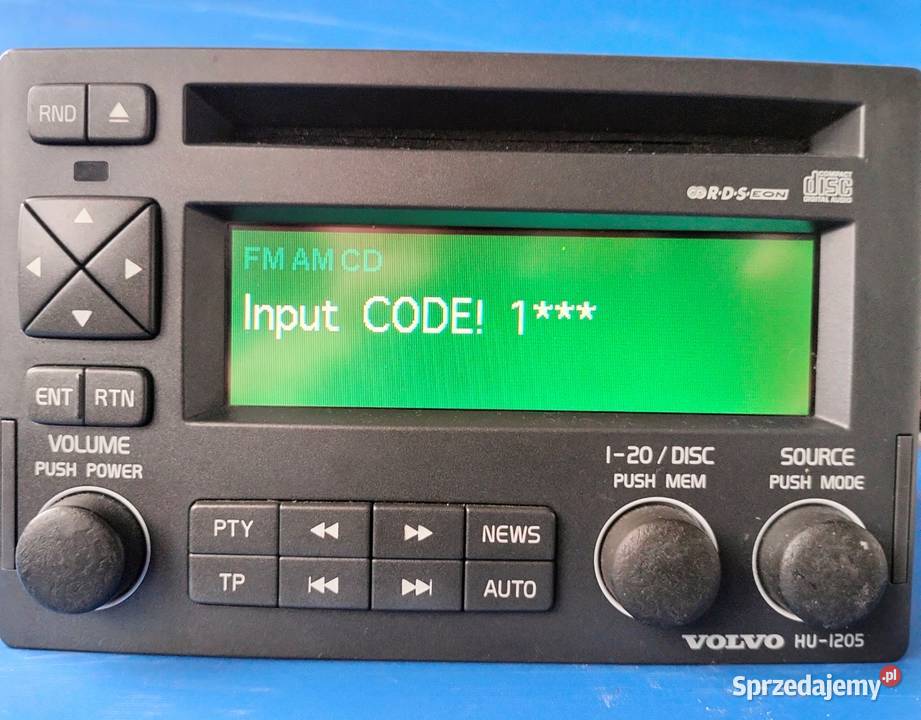 RND
R·D·S EON
COMPACT
disc
DIGITAL AUDIO
FM AM CD
Input CODE! 1***
ENT RTN
VOLUME
PUSH POWER
1-20 / DISC
PUSH MEM
SOURCE
PUSH MODE
PTY
NEWS
TP
AUTO
VOLVO HU-1205
Sprzedajemy.pl